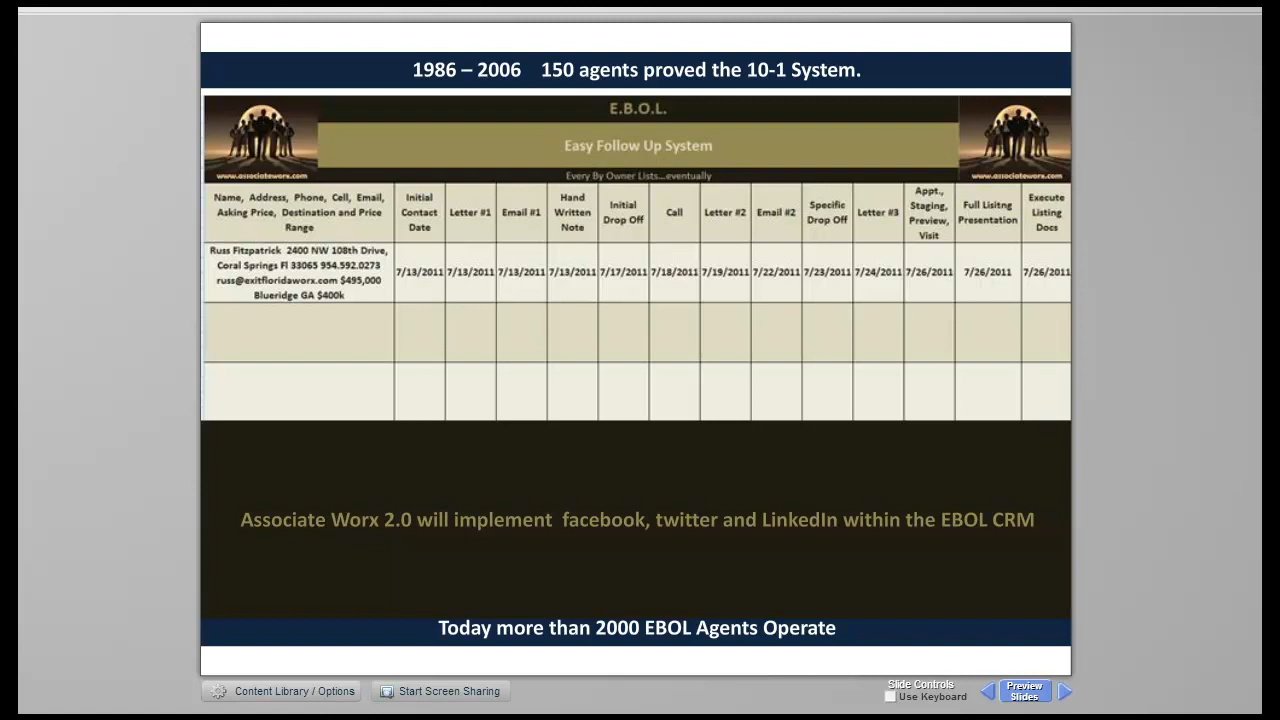 1986 – 2006 150 agents proved the 10-1 System.
E.B.O.L.
Easy Follow Up System
www.associateworx.com
Every By Owner Lists...eventually
www.associateworx.com
Name, Address, Phone, Cell, Email,
Asking Price, Destination and Price
Range
Initial
Contact
Date
Letter #1
Email #1
Hand
Written
Note
Initial
Drop Off
Call
Letter #2
Email #2
Specific
Drop Off
Letter #3
Appt.,
Staging,
Preview,
Visit
Full Lisitng
Presentation
Execute
Listing
Docs
Russ Fitzpatrick 2400 NW 108th Drive,
Coral Springs Fl 33065 954.592.0273
russ@exitfloridaworx.com $495,000
Blueridge GA $400k
7/13/2011 7/13/2011 7/13/2011 7/13/2011 7/17/2011 7/18/2011 7/19/2011 7/22/2011 7/23/2011 7/24/2011 7/26/2011 7/26/2011 7/26/2011
Associate Worx 2.0 will implement facebook, twitter and LinkedIn within the EBOL CRM
Today more than 2000 EBOL Agents Operate
Content Library / Options
Start Screen Sharing
Slide Controls
Use Keyboard
Preview
Slides